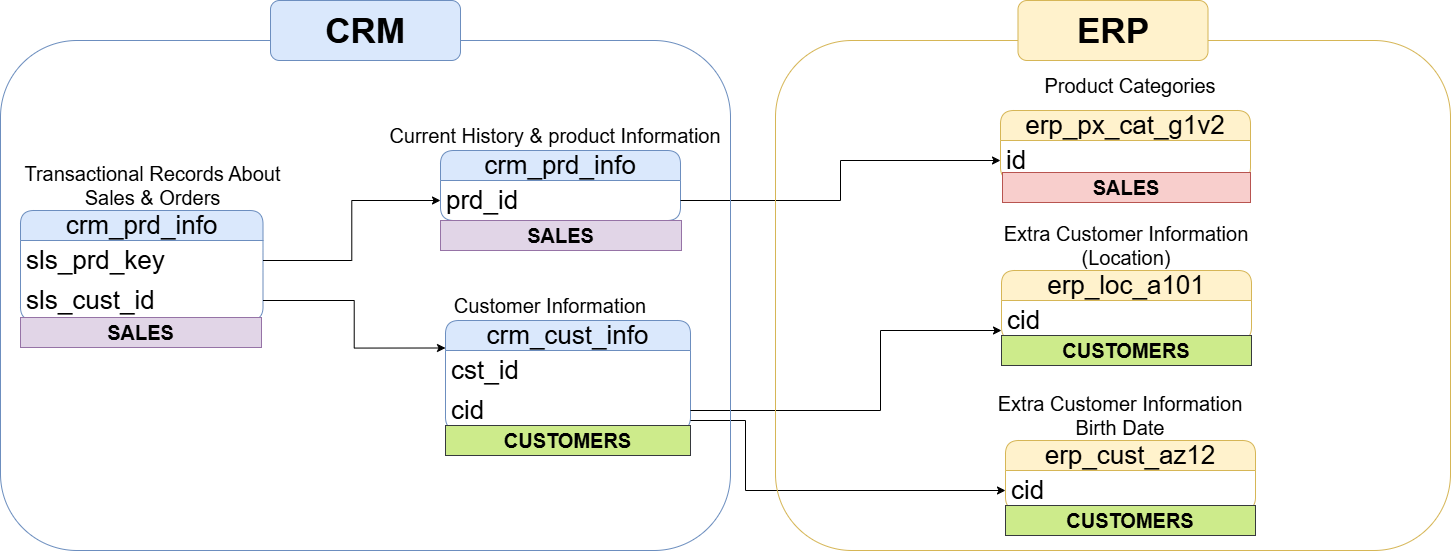 CRM
Transactional Records About
Sales & Orders
crm_prd_info
sls_prd_key
sls_cust_id
SALES
Current History & product Information
crm_prd_info
prd_id
SALES
Customer Information
crm_cust_info
cst_id
cid
CUSTOMERS
ERP
Product Categories
erp_px_cat_g1v2
id
SALES
Extra Customer Information
(Location)
erp_loc_a101
cid
CUSTOMERS
Extra Customer Information
Birth Date
erp_cust_az12
cid
CUSTOMERS